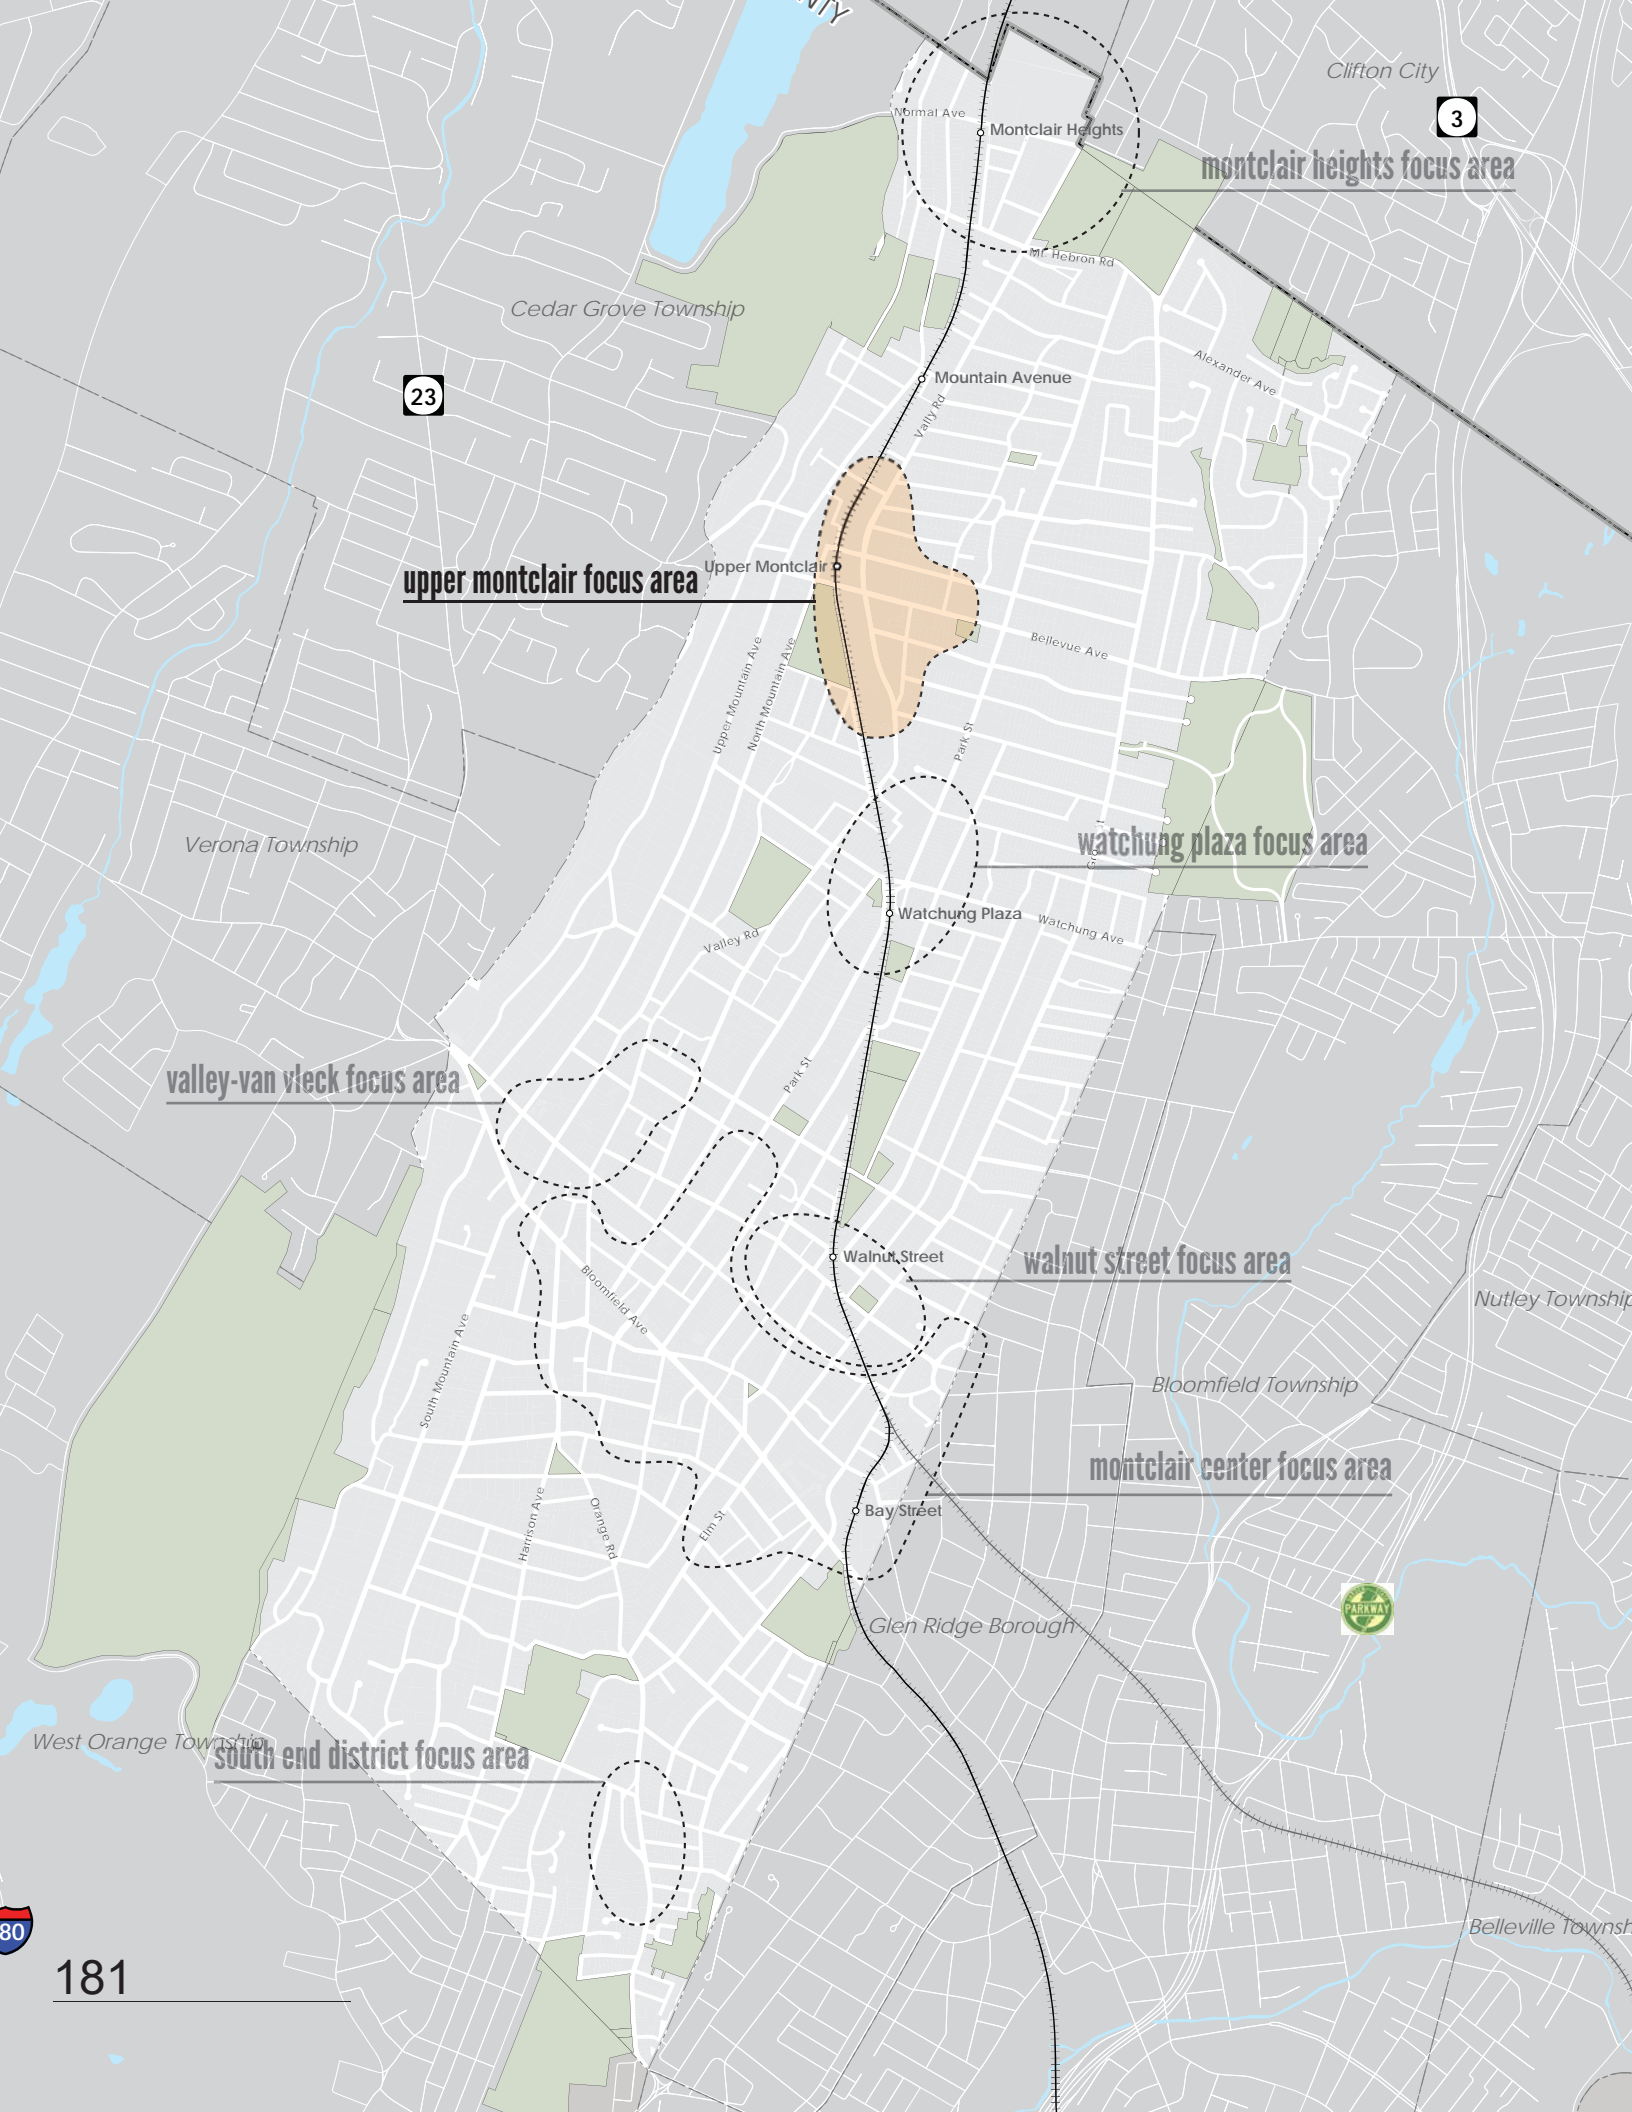 NTY
Clifton City
3
Normal Ave
Montclair Heights
montclair heights focus area
Mt. Hebron Rd
Cedar Grove Township
Alexander Ave
Mountain Avenue
23
Vally Rd
Upper Montclair
upper montclair focus area
Bellevue Ave
Upper Mountain Ave
North Mountain Ave
Park St
watchung plaza focus area
Verona Township
Watchung Plaza
Watchung Ave
Valley Rd
valley-van vleck focus area
Park St
Walnut Street
walnut street focus area
Bloomfield Ave
Nutley Township
South Mountain Ave
Bloomfield Township
montclair center focus area
Bay Street
Harrison Ave
Orange Rd
Elm St
PARKWAY
Glen Ridge Borough
West Orange Township
south end district focus area
80
Belleville Townsh
181